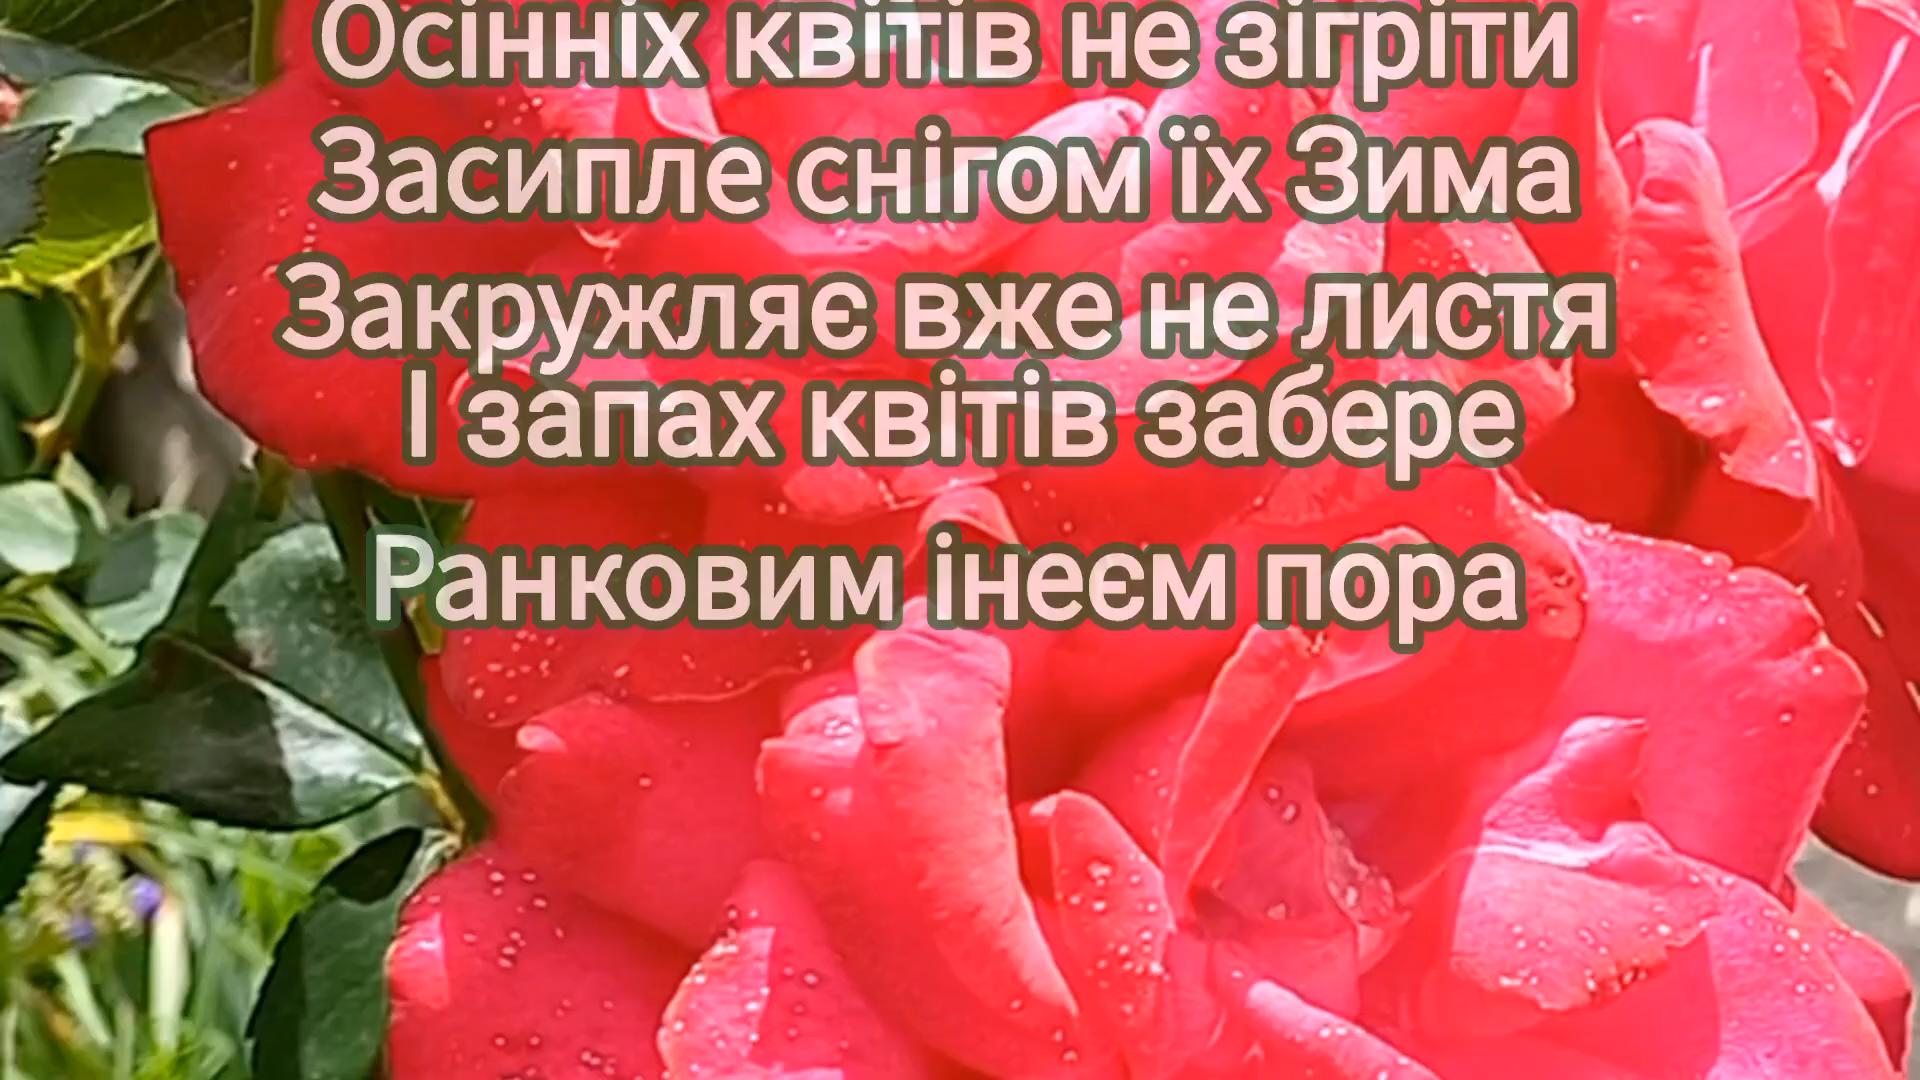 Осінніх квітів не зігріти
Засипле снігом їх Зима
Закружляє вже не листя
І запах квітів забере
Ранковим інеєм пора